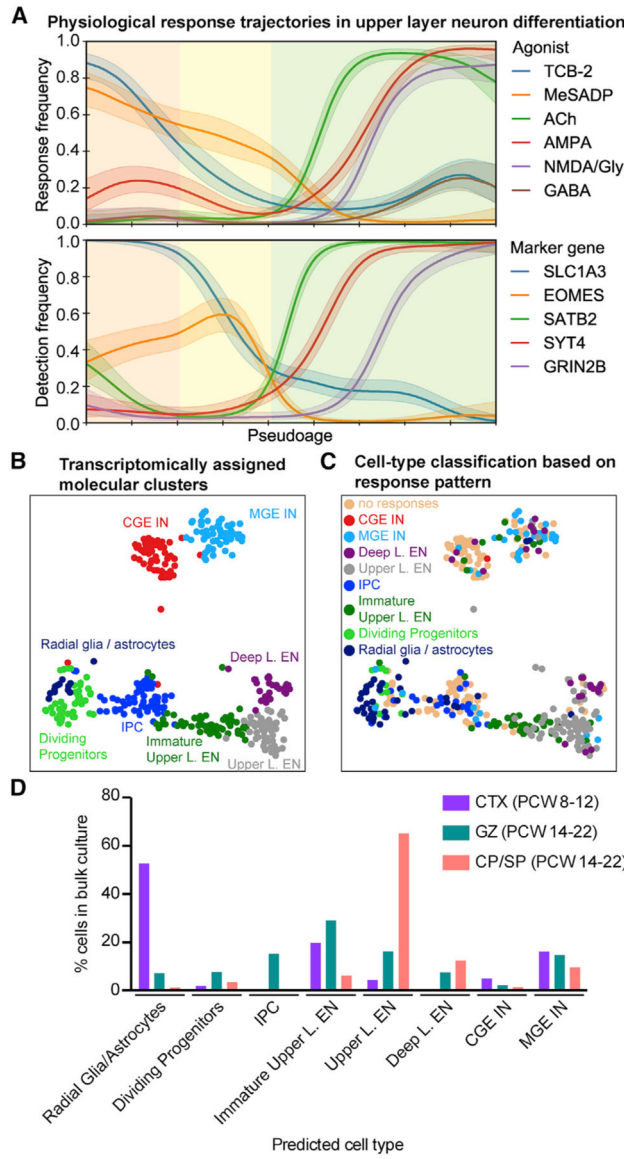 A
Physiological response trajectories in upper layer neuron differentiation
1.0
0.8
0.6
0.4
0.2
0.0
Response frequency
Agonist
TCB-2
MeSADP
ACh
AMPA
NMDA/Gly
GABA
1.0
0.8
0.6
0.4
0.2
0.0
Detection frequency
Pseudoage
Marker gene
SLC1A3
EOMES
SATB2
SYT4
GRIN2B
B
Transcriptomically assigned
molecular clusters
CGE IN
MGE IN
Radial glia / astrocytes
Deep L. EN
Dividing
Progenitors
IPC
Immature
Upper L. EN
Upper L. EN
C
Cell-type classification based on
response pattern
no responses
CGE IN
MGE IN
Deep L. EN
Upper L. EN
IPC
Immature
Upper L. EN
Dividing Progenitors
Radial glia / astrocytes
D
80
60
40
20
0
% cells in bulk culture
CTX (PCW 8-12)
GZ (PCW 14-22)
CP/SP (PCW 14-22)
Radial Glia/Astrocytes
Dividing Progenitors
IPC
Immature Upper L. EN
Upper L. EN
Deep L. EN
CGE IN
MGE IN
Predicted cell type